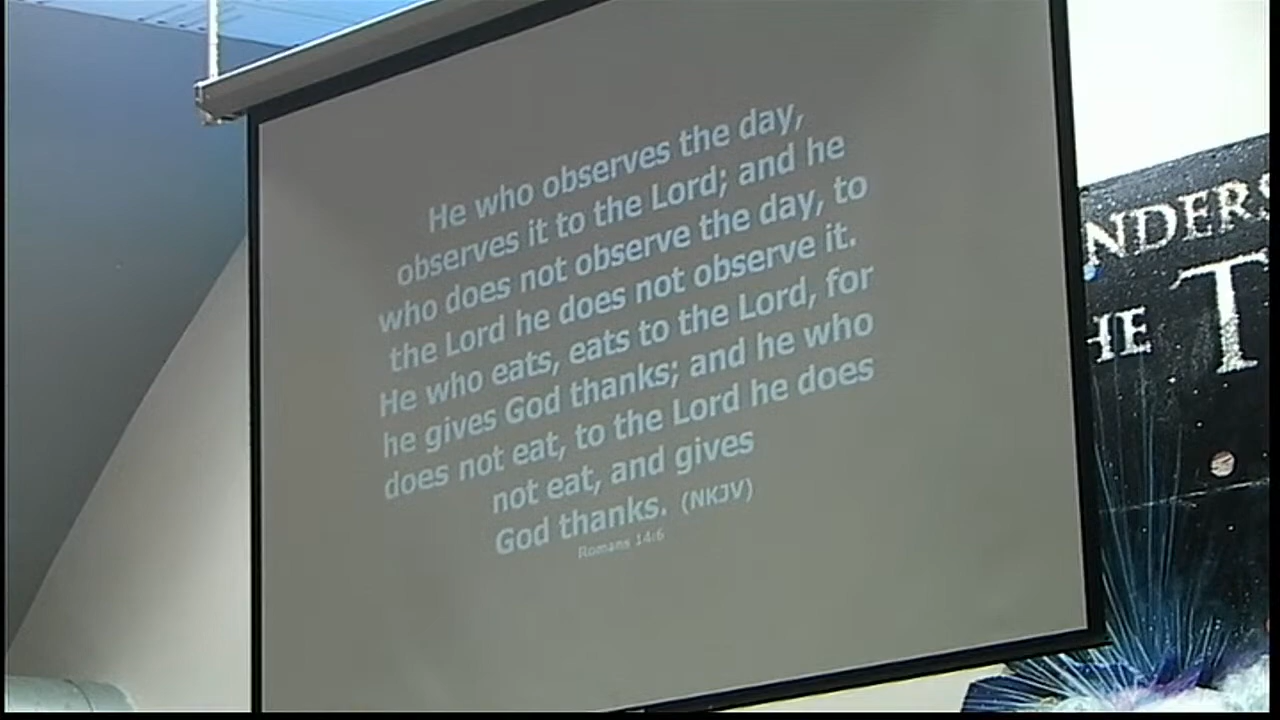 He who observes the day,
observes it to the Lord; and he
who does not observe the day, to
the Lord he does not observe it.
He who eats, eats to the Lord, for
he gives God thanks; and he who
does not eat, to the Lord he does
not eat, and gives
God thanks. (NKJV)
Romans 14:6
NDERS
HE T